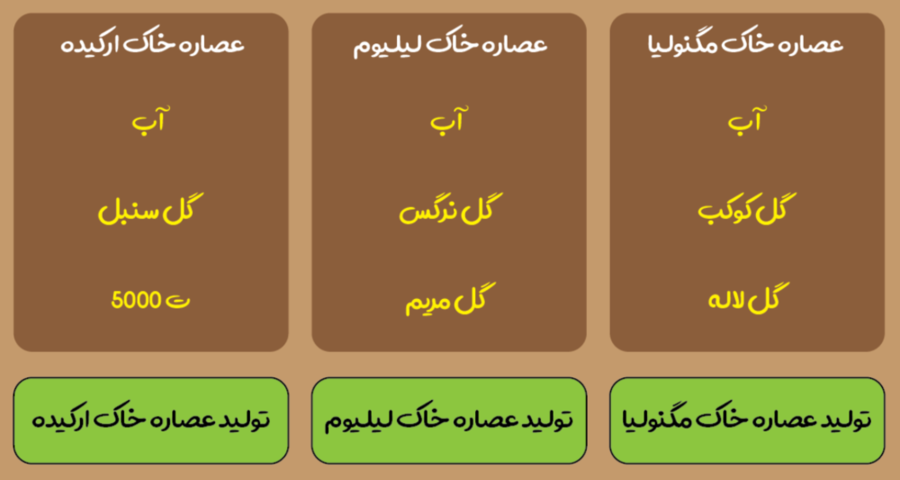 عصاره خاک مگنولیا
آب
گل کوکب
گل لاله
تولید عصاره خاک مگنولیا
عصاره خاک لیلیوم
آب
گل نرگس
گل مریم
تولید عصاره خاک لیلیوم
عصاره خاک ارکیده
آب
گل سنبل
5000 ت
تولید عصاره خاک ارکیده